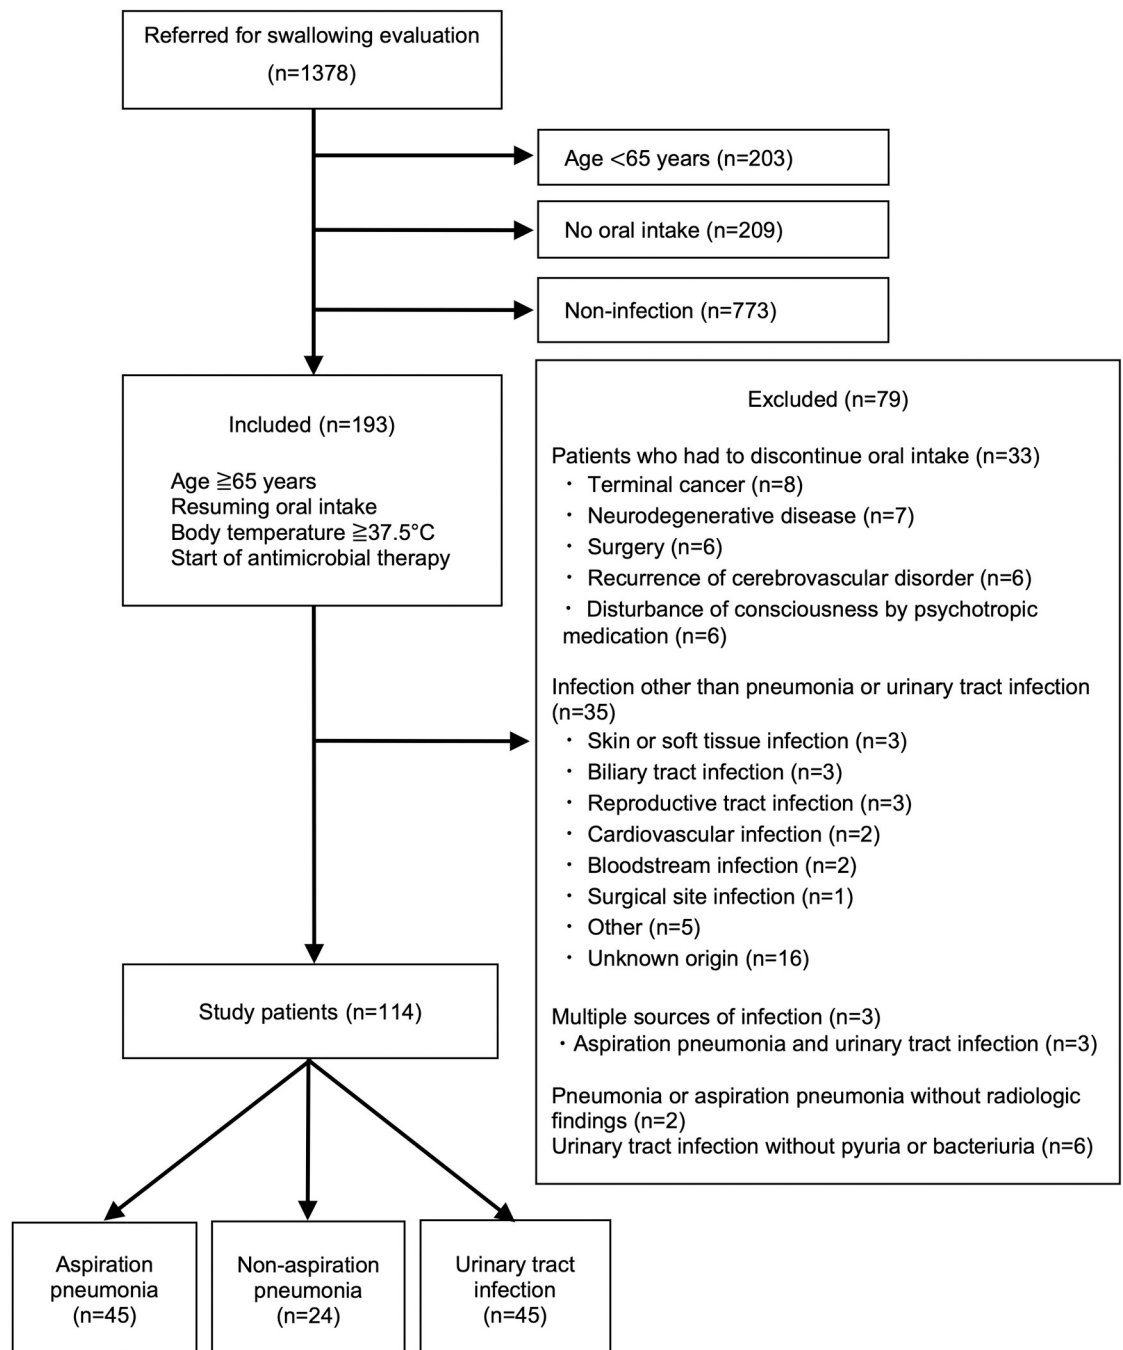 Referred for swallowing evaluation
(n=1378)
Age <65 years (n=203)
No oral intake (n=209)
Non-infection (n=773)
Included (n=193)
Age ≧65 years
Resuming oral intake
Body temperature ≧37.5°C
Start of antimicrobial therapy
Excluded (n=79)
Patients who had to discontinue oral intake (n=33)
・ Terminal cancer (n=8)
・ Neurodegenerative disease (n=7)
・ Surgery (n=6)
・ Recurrence of cerebrovascular disorder (n=6)
・ Disturbance of consciousness by psychotropic
medication (n=6)
Infection other than pneumonia or urinary tract infection
(n=35)
・ Skin or soft tissue infection (n=3)
・ Biliary tract infection (n=3)
・ Reproductive tract infection (n=3)
・ Cardiovascular infection (n=2)
・ Bloodstream infection (n=2)
・ Surgical site infection (n=1)
・ Other (n=5)
・ Unknown origin (n=16)
Multiple sources of infection (n=3)
・Aspiration pneumonia and urinary tract infection (n=3)
Pneumonia or aspiration pneumonia without radiologic
findings (n=2)
Urinary tract infection without pyuria or bacteriuria (n=6)
Study patients (n=114)
Aspiration
pneumonia
(n=45)
Non-aspiration
pneumonia
(n=24)
Urinary tract
infection
(n=45)